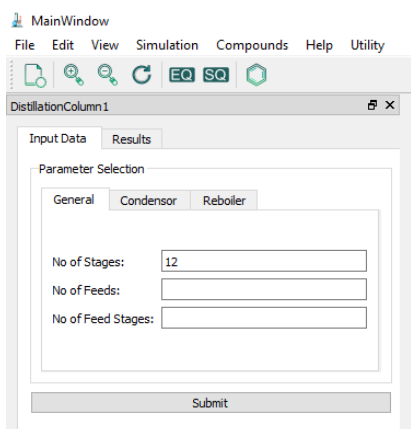 MainWindow
File Edit View Simulation Compounds Help Utility
EQ SQ
DistillationColumn1
Input Data Results
Parameter Selection
General Condensor Reboiler
No of Stages: 12
No of Feeds:
No of Feed Stages:
Submit